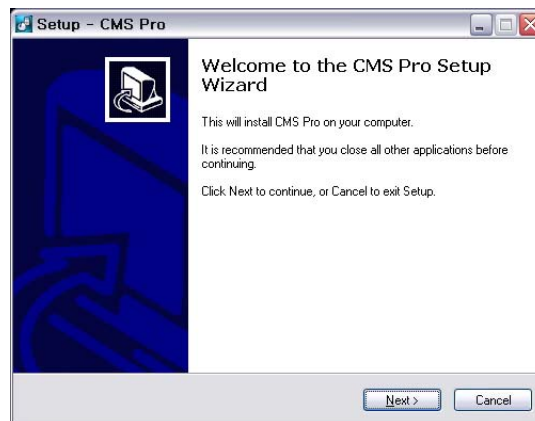 Setup - CMS Pro
Welcome to the CMS Pro Setup
Wizard
This will install CMS Pro on your computer.
It is recommended that you close all other applications before
continuing.
Click Next to continue, or Cancel to exit Setup.
Next >
Cancel